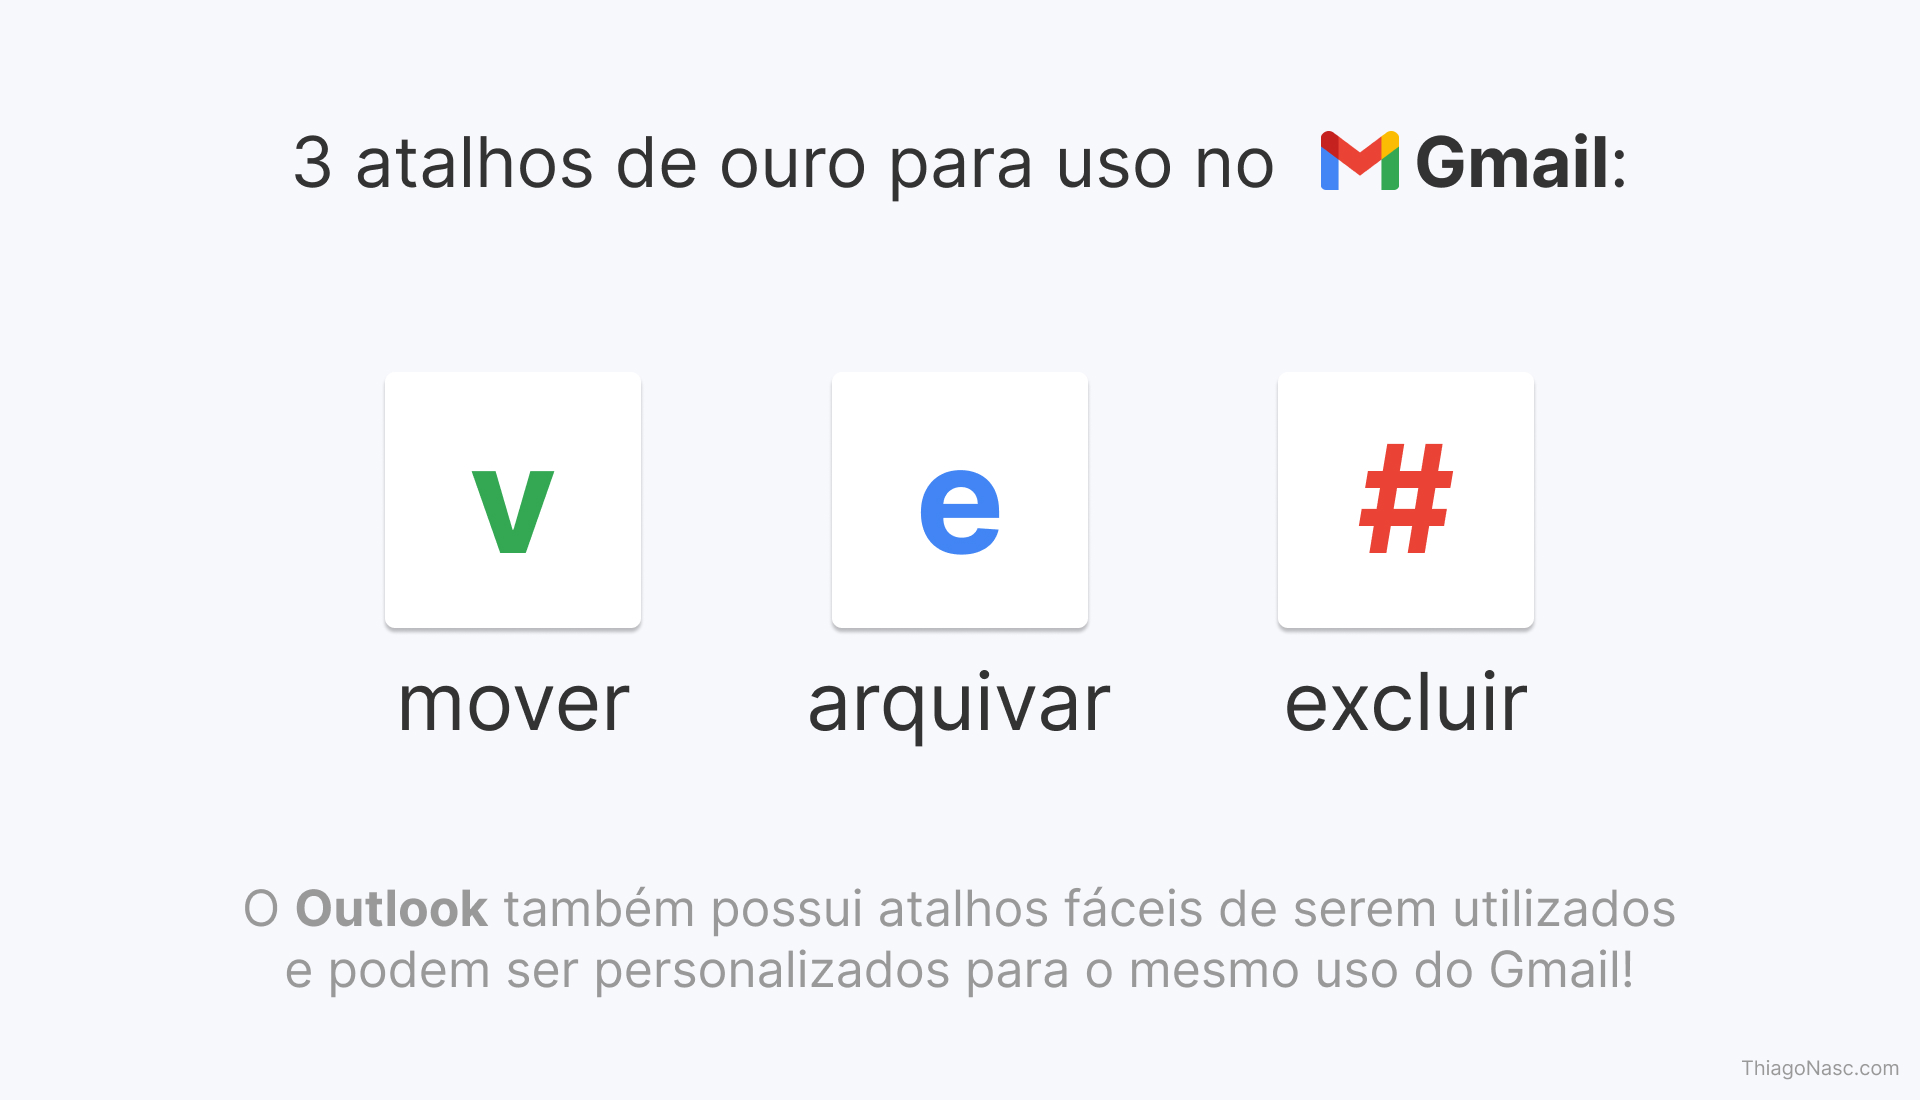 3 atalhos de ouro para uso no Gmail:
v e #
mover arquivar excluir
O Outlook também possui atalhos fáceis de serem utilizados
e podem ser personalizados para o mesmo uso do Gmail!
ThiagoNasc.com